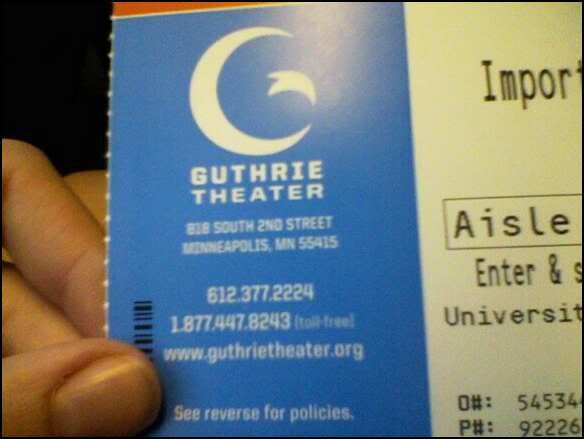 GUTHRIE
THEATER
818 SOUTH 2ND STREET
MINNEAPOLIS, MN 55415
612.377.2224
1.877.447.8243 (toll-free)
www.guthrietheater.org
See reverse for policies.
Impor
Aisle
Enter & s
Universit
O#: 54534
P#: 92226